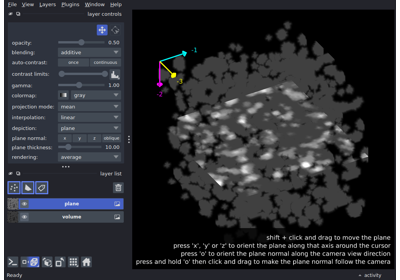 File View Layers Plugins Window Help
layer controls
opacity: 0.50
blending: additive
auto-contrast: once continuous
contrast limits:
gamma: 1.00
colormap: gray
projection mode: mean
interpolation: linear
depiction: plane
plane normal: x y z oblique
plane thickness: 10.00
rendering: average
layer list
plane
volume
-1
shift + click and drag to move the plane
press 'x', 'y' or 'z' to orient the plane along that axis around the cursor
press 'o' to orient the plane normal along the camera view direction
press and hold 'o' then click and drag to make the plane normal follow the camera
Ready
activity